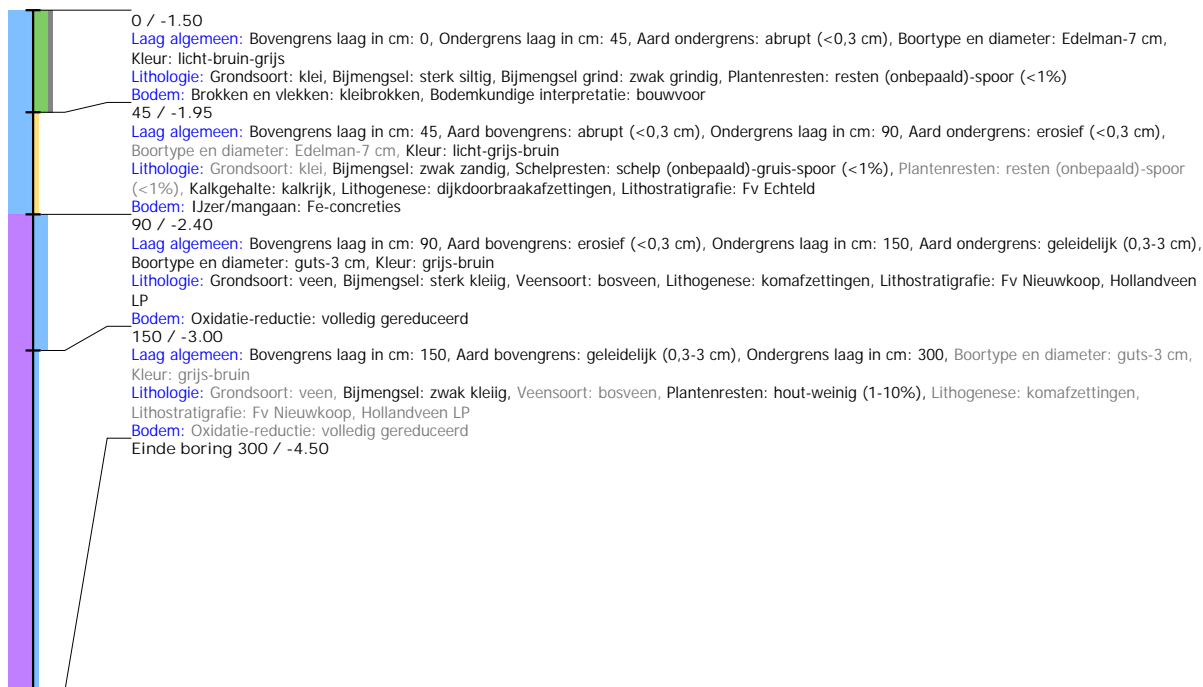 0 / -1.50
Laag algemeen: Bovengrens laag in cm: 0, Ondergrens laag in cm: 45, Aard ondergrens: abrupt (<0,3 cm), Boortype en diameter: Edelman-7 cm,
Kleur: licht-bruin-grijs
Lithologie: Grondsoort: klei, Bijmengsel: sterk siltig, Bijmengsel grind: zwak grindig, Plantenresten: resten (onbepaald)-spoor (<1%)
Bodem: Brokken en vlekken: kleibrokken, Bodemkundige interpretatie: bouwvoor
45 / -1.95
Laag algemeen: Bovengrens laag in cm: 45, Aard bovengrens: abrupt (<0,3 cm), Ondergrens laag in cm: 90, Aard ondergrens: erosief (<0,3 cm),
Boortype en diameter: Edelman-7 cm, Kleur: licht-grijs-bruin
Lithologie: Grondsoort: klei, Bijmengsel: zwak zandig, Schelpresten: schelp (onbepaald)-gruis-spoor (<1%), Plantenresten: resten (onbepaald)-spoor
(<1%), Kalkgehalte: kalkrijk, Lithogenese: dijkdoorbraakafzettingen, Lithostratigrafie: Fv Echteld
Bodem: IJzer/mangaan: Fe-concreties
90 / -2.40
Laag algemeen: Bovengrens laag in cm: 90, Aard bovengrens: erosief (<0,3 cm), Ondergrens laag in cm: 150, Aard ondergrens: geleidelijk (0,3-3 cm),
Boortype en diameter: guts-3 cm, Kleur: grijs-bruin
Lithologie: Grondsoort: veen, Bijmengsel: sterk kleiig, Veensoort: bosveen, Lithogenese: komafzettingen, Lithostratigrafie: Fv Nieuwkoop, Hollandveen
LP
Bodem: Oxidatie-reductie: volledig gereduceerd
150 / -3.00
Laag algemeen: Bovengrens laag in cm: 150, Aard bovengrens: geleidelijk (0,3-3 cm), Ondergrens laag in cm: 300, Boortype en diameter: guts-3 cm,
Kleur: grijs-bruin
Lithologie: Grondsoort: veen, Bijmengsel: zwak kleiig, Veensoort: bosveen, Plantenresten: hout-weinig (1-10%), Lithogenese: komafzettingen,
Lithostratigrafie: Fv Nieuwkoop, Hollandveen LP
Bodem: Oxidatie-reductie: volledig gereduceerd
Einde boring 300 / -4.50